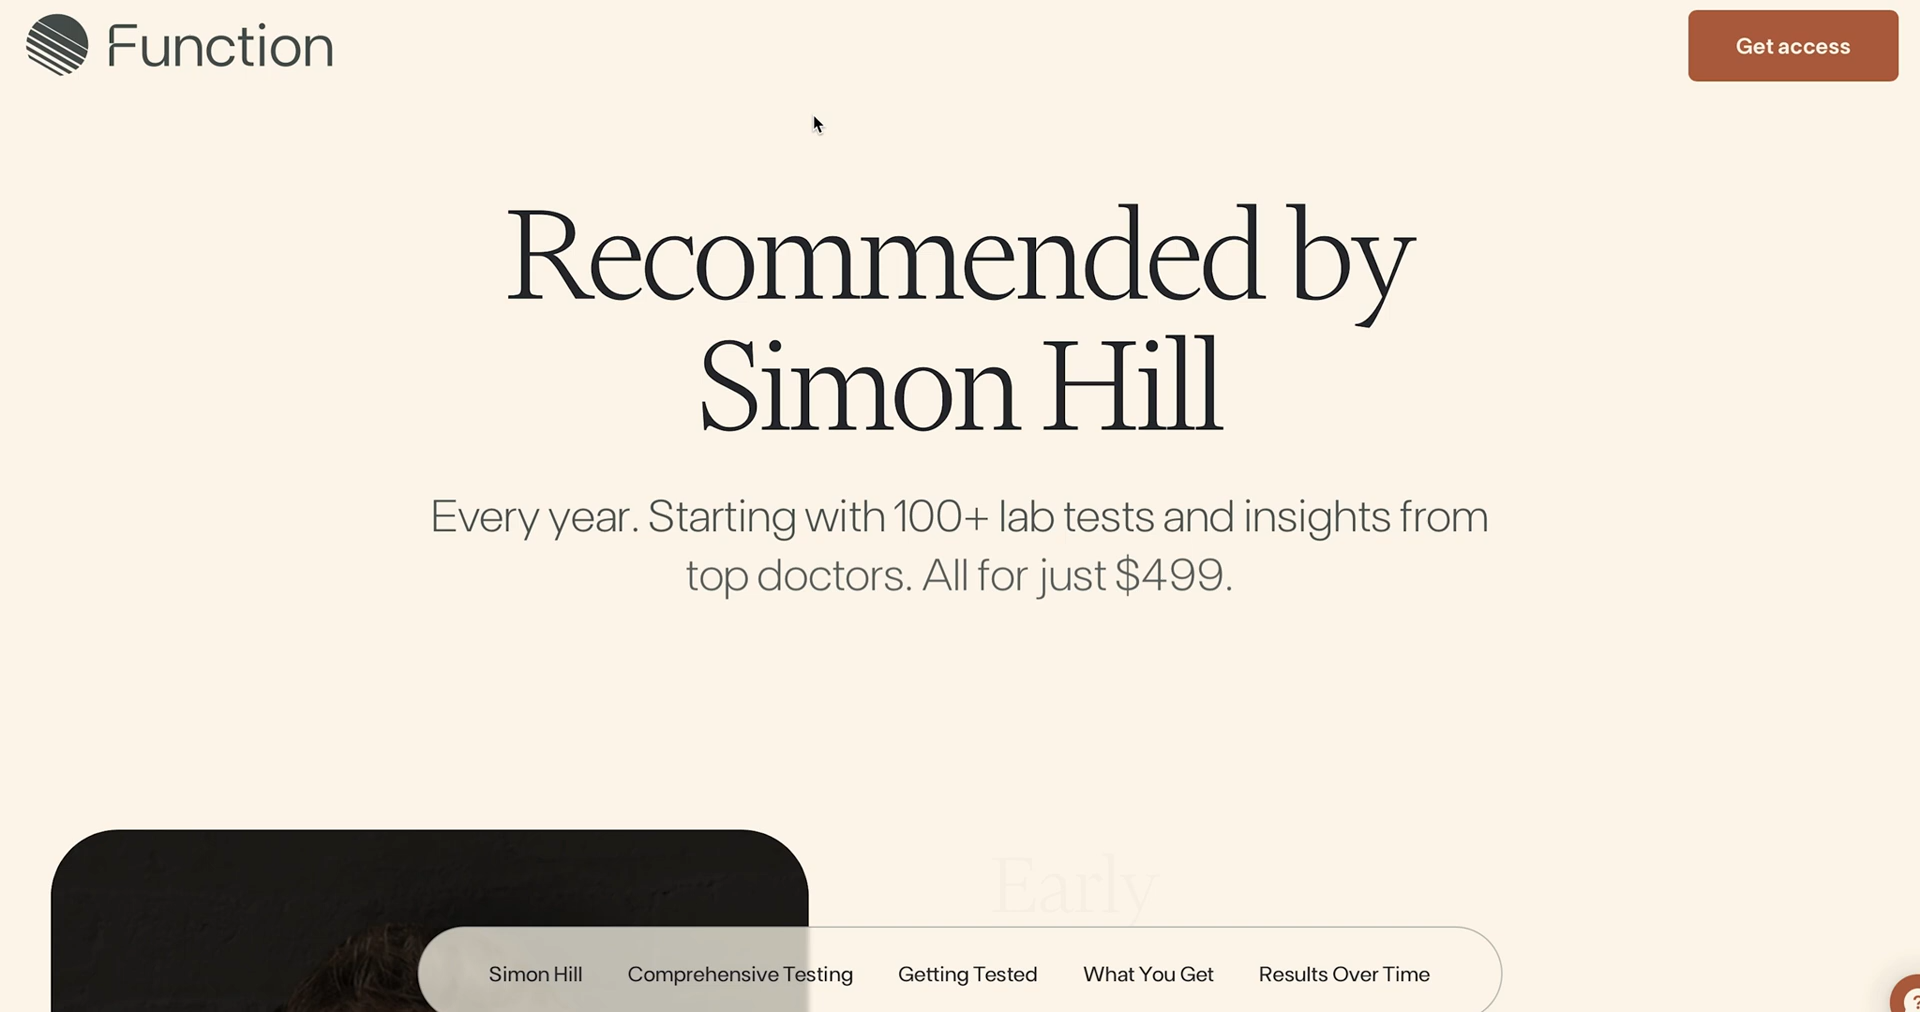 Function
Get access
Recommended by
Simon Hill
Every year. Starting with 100+ lab tests and insights from
top doctors. All for just $499.
Early
Simon Hill
Comprehensive Testing
Getting Tested
What You Get
Results Over Time
?